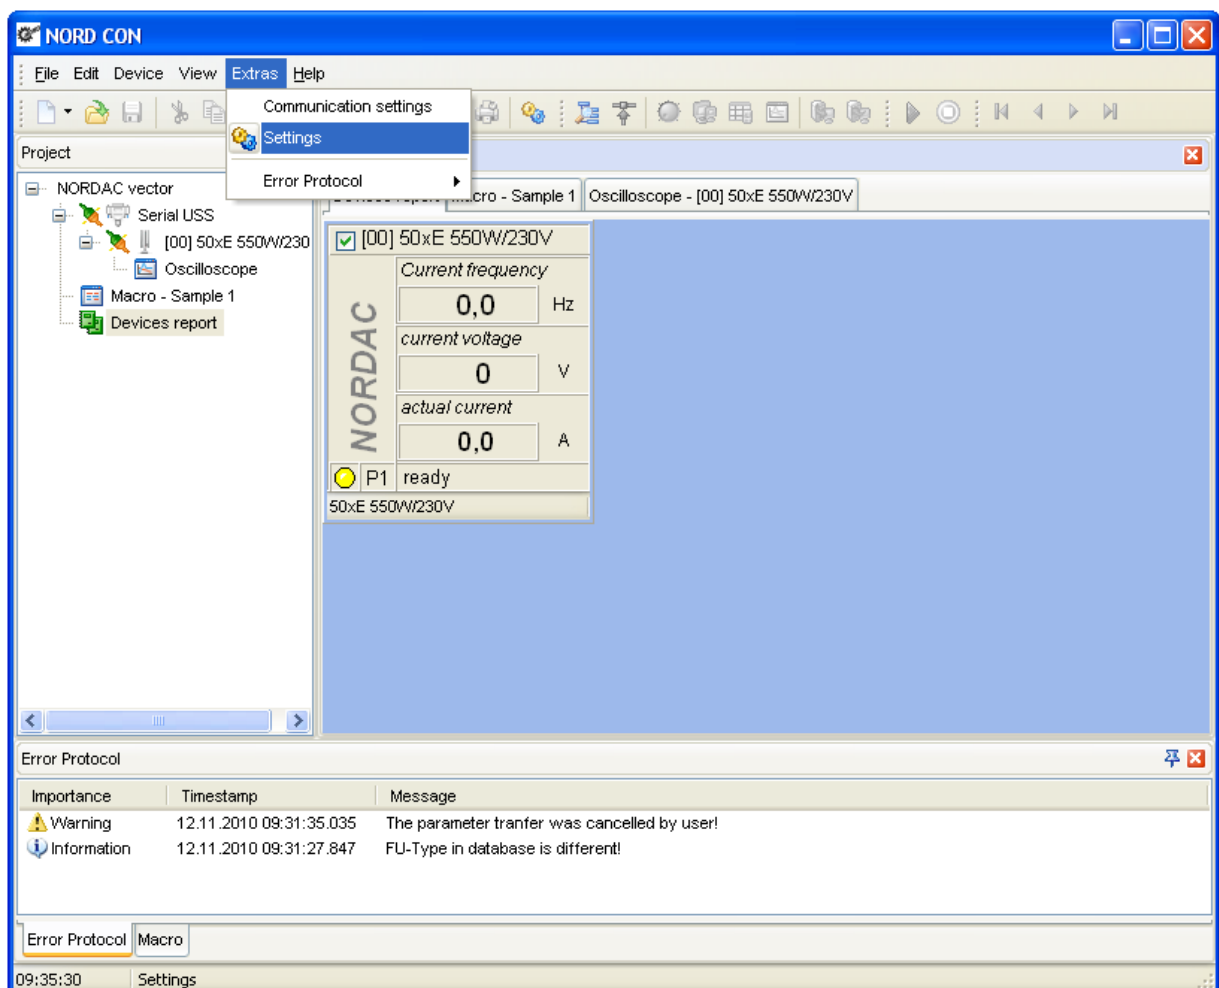 NORD CON
File Edit Device View Extras Help
Communication settings
Settings
Error Protocol
Project
Macro - Sample 1
Oscilloscope - [00] 50xE 550W/230V
NORDAC vector
Serial USS
[00] 50xE 550W/230
Oscilloscope
Macro - Sample 1
Devices report
[00] 50xE 550W/230V
NORDAC
Current frequency
0,0 Hz
current voltage
0 V
actual current
0,0 A
P1 ready
50xE 550W/230V
Error Protocol
Importance Timestamp Message
Warning 12.11.2010 09:31:35.035 The parameter tranfer was cancelled by user!
Information 12.11.2010 09:31:27.847 FU-Type in database is different!
Error Protocol Macro
09:35:30 Settings